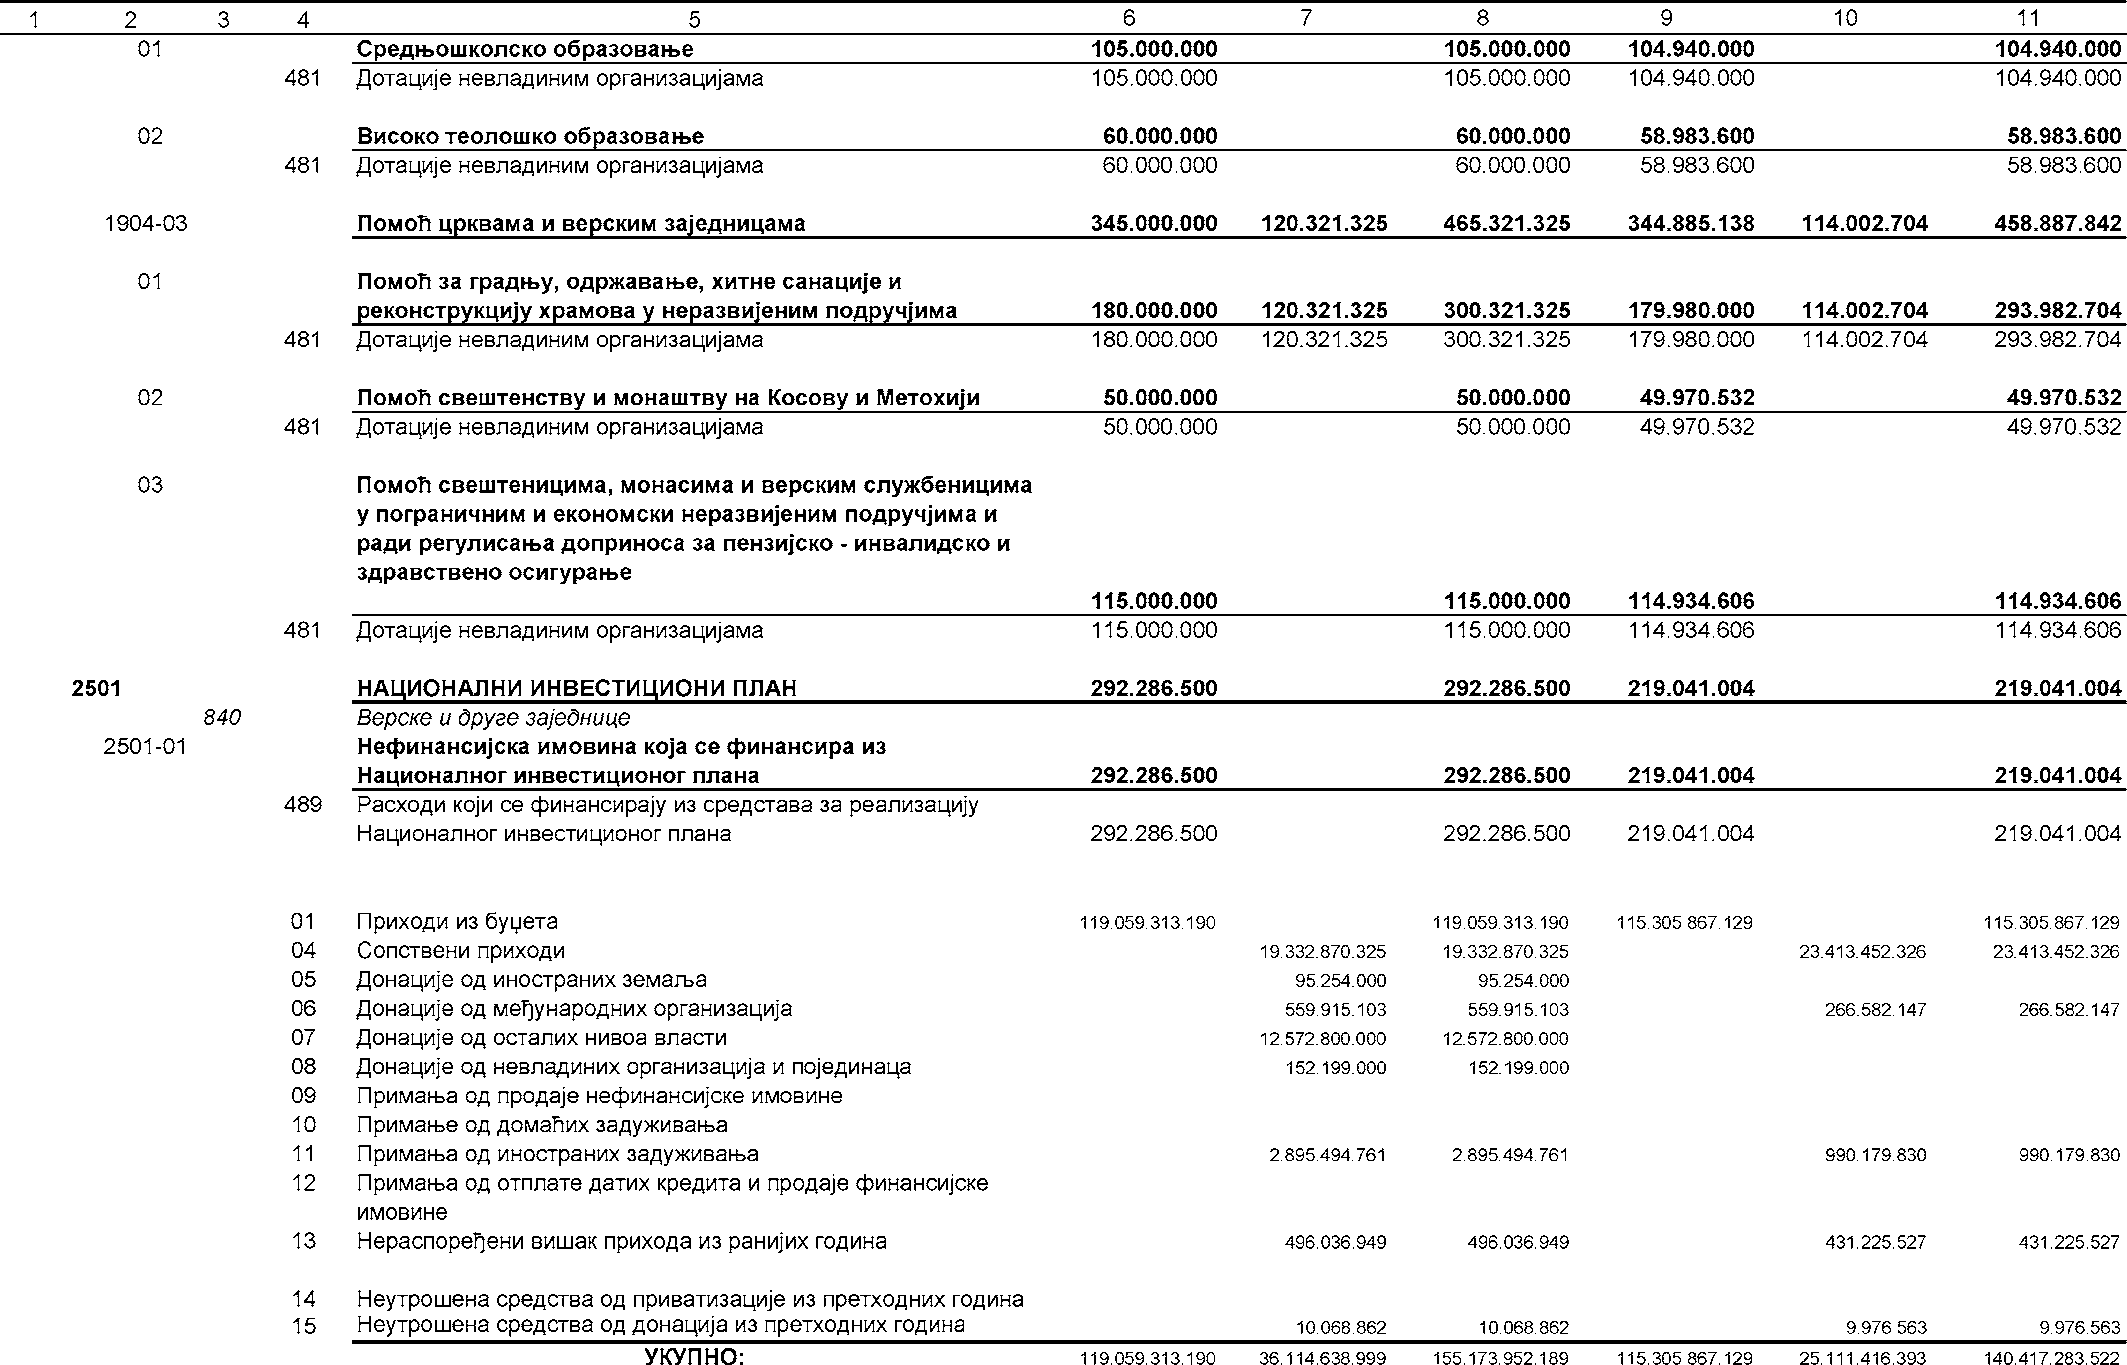 1 2 3 4 5 6 7 8 9 10 11
01 Средњошколско образовање 105.000.000 105.000.000 104.940.000 104.940.000
481 Дотације невладиним организацијама 105.000.000 105.000.000 104.940.000 104.940.000
02 Високо теолошко образовање 60.000.000 60.000.000 58.983.600 58.983.600
481 Дотације невладиним организацијама 60.000.000 60.000.000 58.983.600 58.983.600
1904-03 Помоћ црквама и верским заједницама 345.000.000 120.321.325 465.321.325 344.885.138 114.002.704 458.887.842
01 Помоћ за градњу, одржавање, хитне санације и
реконструкцију храмова у неразвијеним подручјима 180.000.000 120.321.325 300.321.325 179.980.000 114.002.704 293.982.704
481 Дотације невладиним организацијама 180.000.000 120.321.325 300.321.325 179.980.000 114.002.704 293.982.704
02 Помоћ свештенству и монаштву на Косову и Метохији 50.000.000 50.000.000 49.970.532 49.970.532
481 Дотације невладиним организацијама 50.000.000 50.000.000 49.970.532 49.970.532
03 Помоћ свештеницима, монасима и верским службеницима
у пограничним и економски неразвијеним подручјима и
ради регулисања доприноса за пензијско - инвалидско и
здравствено осигурање
115.000.000 115.000.000 114.934.606 114.934.606
481 Дотације невладиним организацијама 115.000.000 115.000.000 114.934.606 114.934.606
2501 НАЦИОНАЛНИ ИНВЕСТИЦИОНИ ПЛАН 292.286.500 292.286.500 219.041.004 219.041.004
840 Верске и друге заједнице
2501-01 Нефинансијска имовина која се финансира из
Националног инвестиционог плана 292.286.500 292.286.500 219.041.004 219.041.004
489 Расходи који се финансирају из средстава за реализацију
Националног инвестиционог плана 292.286.500 292.286.500 219.041.004 219.041.004
01 Приходи из буџета 119.059.313.190 119.059.313.190 115.305.867.129 115.305.867.129
04 Сопствени приходи 19.332.870.325 19.332.870.325 23.413.452.326 23.413.452.326
05 Донације од иностраних земаља 95.254.000 95.254.000
06 Донације од међународних организација 559.915.103 559.915.103 266.582.147 266.582.147
07 Донације од осталих нивоа власти 12.572.800.000 12.572.800.000
08 Донације од невладиних организација и појединаца 152.199.000 152.199.000
09 Примања од продаје нефинансијске имовине
10 Примање од домаћих задуживања
11 Примања од иностраних задуживања 2.895.494.761 2.895.494.761 990.179.830 990.179.830
12 Примања од отплате датих кредита и продаје финансијске
имовине
13 Нераспоређени вишак прихода из ранијих година 496.036.949 496.036.949 431.225.527 431.225.527
14 Неутрошена средства од приватизације из претходних година
15 Неутрошена средства од донација из претходних година 10.068.862 10.068.862 9.976.563 9.976.563
УКУПНО: 119.059.313.190 36.114.638.999 155.173.952.189 115.305.867.129 25.111.416.393 140.417.283.522